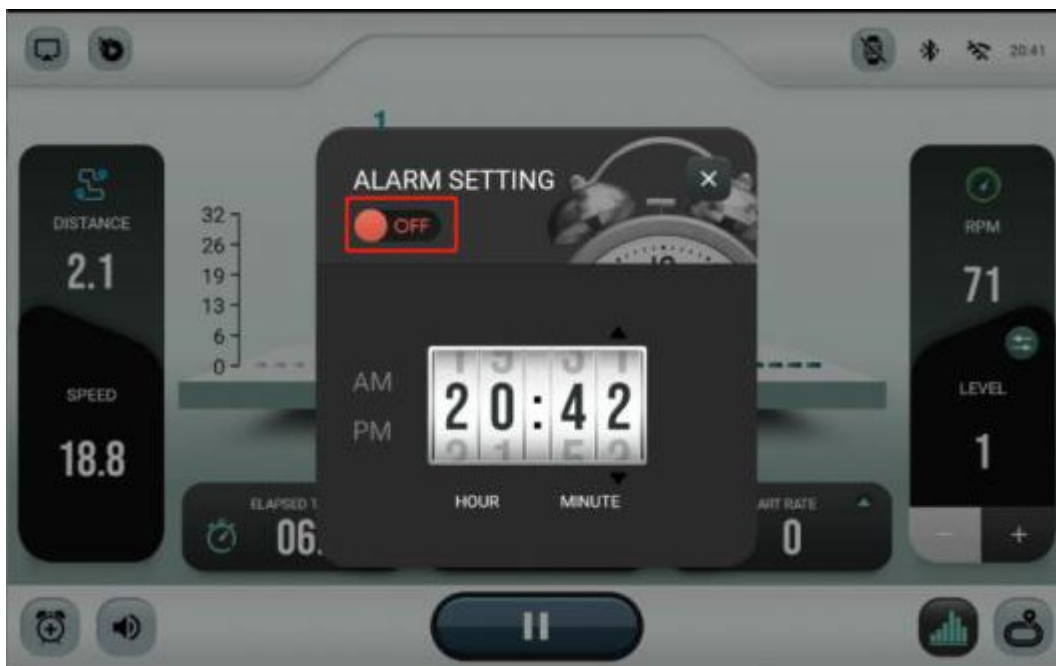 20:41
1
ALARM SETTING
OFF
DISTANCE
2.1
SPEED
18.8
32
26
19
13
6
0
AM
PM
20:42
HOUR
MINUTE
RPM
71
LEVEL
1
- +
ELAPSED T
06.
ART RATE
0